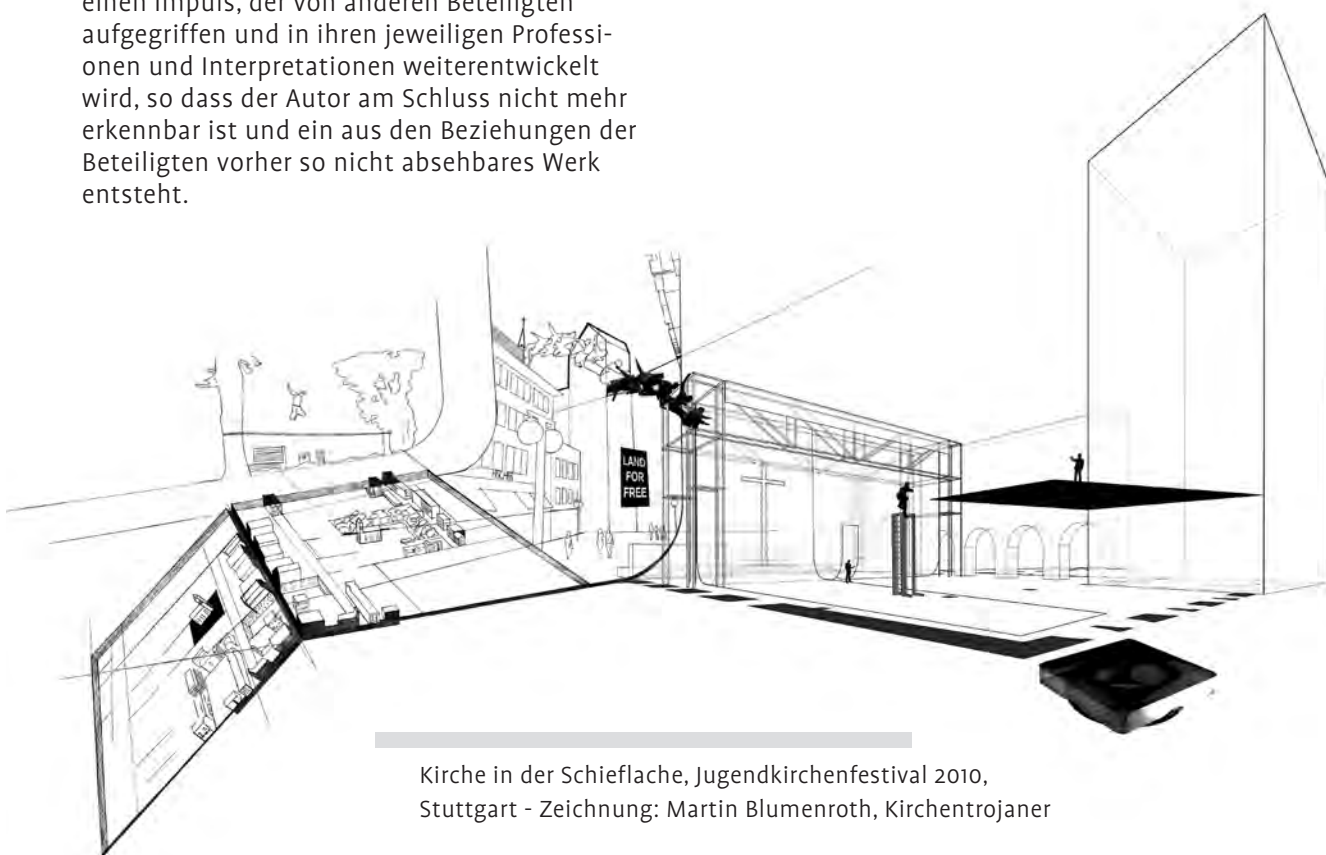 einen Impuls, der von anderen Beteiligten
aufgegriffen und in ihren jeweiligen Professi-
onen und Interpretationen weiterentwickelt
wird, so dass der Autor am Schluss nicht mehr
erkennbar ist und ein aus den Beziehungen der
Beteiligten vorher so nicht absehbares Werk
entsteht.
LAND
FOR
FREE
Kirche in der Schieflache, Jugendkirchenfestival 2010,
Stuttgart - Zeichnung: Martin Blumenroth, Kirchentrojaner